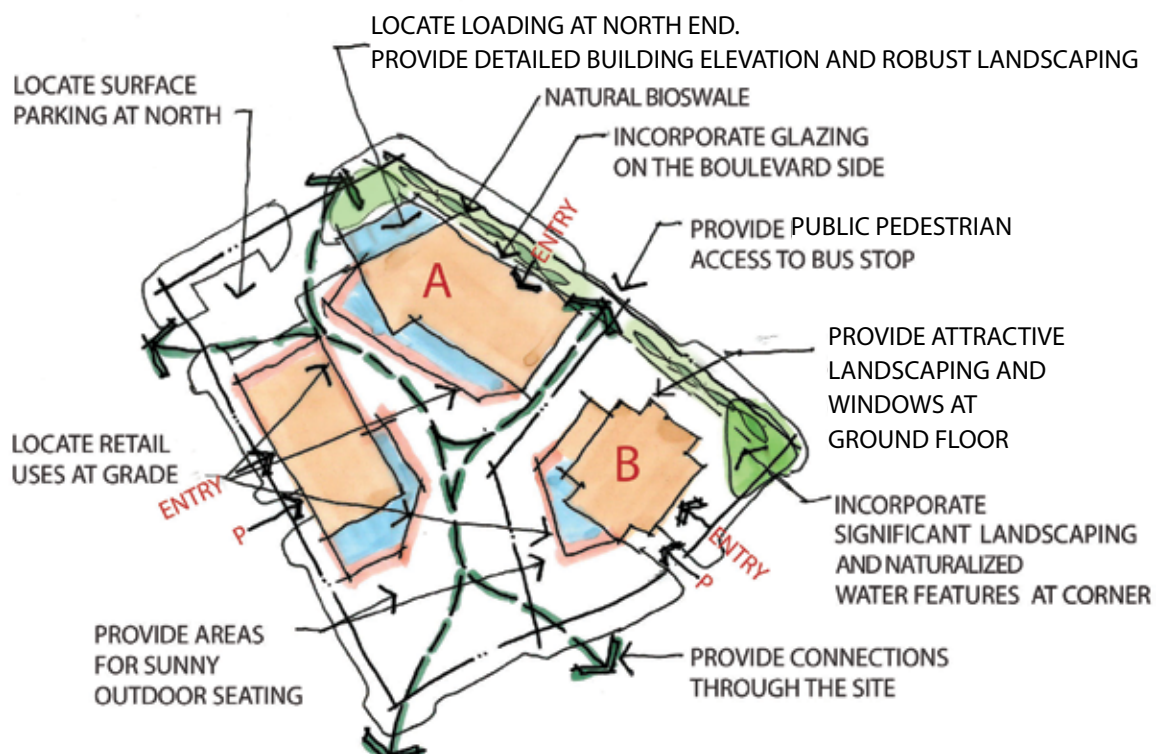 LOCATE LOADING AT NORTH END.
PROVIDE DETAILED BUILDING ELEVATION AND ROBUST LANDSCAPING
LOCATE SURFACE
PARKING AT NORTH
NATURAL BIOSWALE
INCORPORATE GLAZING
ON THE BOULEVARD SIDE
ENTRY
PROVIDE PUBLIC PEDESTRIAN
ACCESS TO BUS STOP
A
PROVIDE ATTRACTIVE
LANDSCAPING AND
WINDOWS AT
GROUND FLOOR
LOCATE RETAIL
USES AT GRADE
B
ENTRY
P
INCORPORATE
SIGNIFICANT LANDSCAPING
AND NATURALIZED
WATER FEATURES AT CORNER
ENTRY
P
PROVIDE AREAS
FOR SUNNY
OUTDOOR SEATING
PROVIDE CONNECTIONS
THROUGH THE SITE